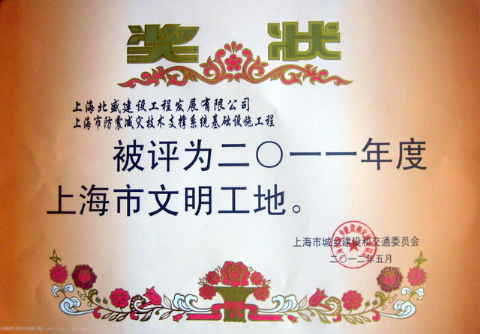 奖状
上海北盛建设工程发展有限公司
上海市防震减灾技术支撑系统基础设施工程
被评为二〇一一年度
上海市文明工地。
上海市城乡建设和交通委员会
二〇一二年五月